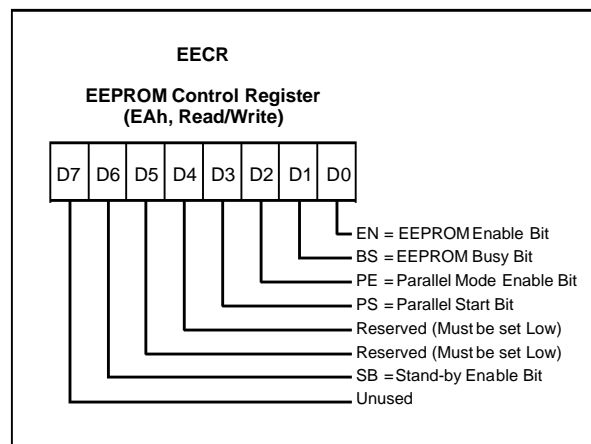 EECR
EEPROM Control Register
(EAh, Read/Write)
D7 D6 D5 D4 D3 D2 D1 D0
EN = EEPROM Enable Bit
BS = EEPROM Busy Bit
PE = Parallel Mode Enable Bit
PS = Parallel Start Bit
Reserved (Must be set Low)
Reserved (Must be set Low)
SB = Stand-by Enable Bit
Unused